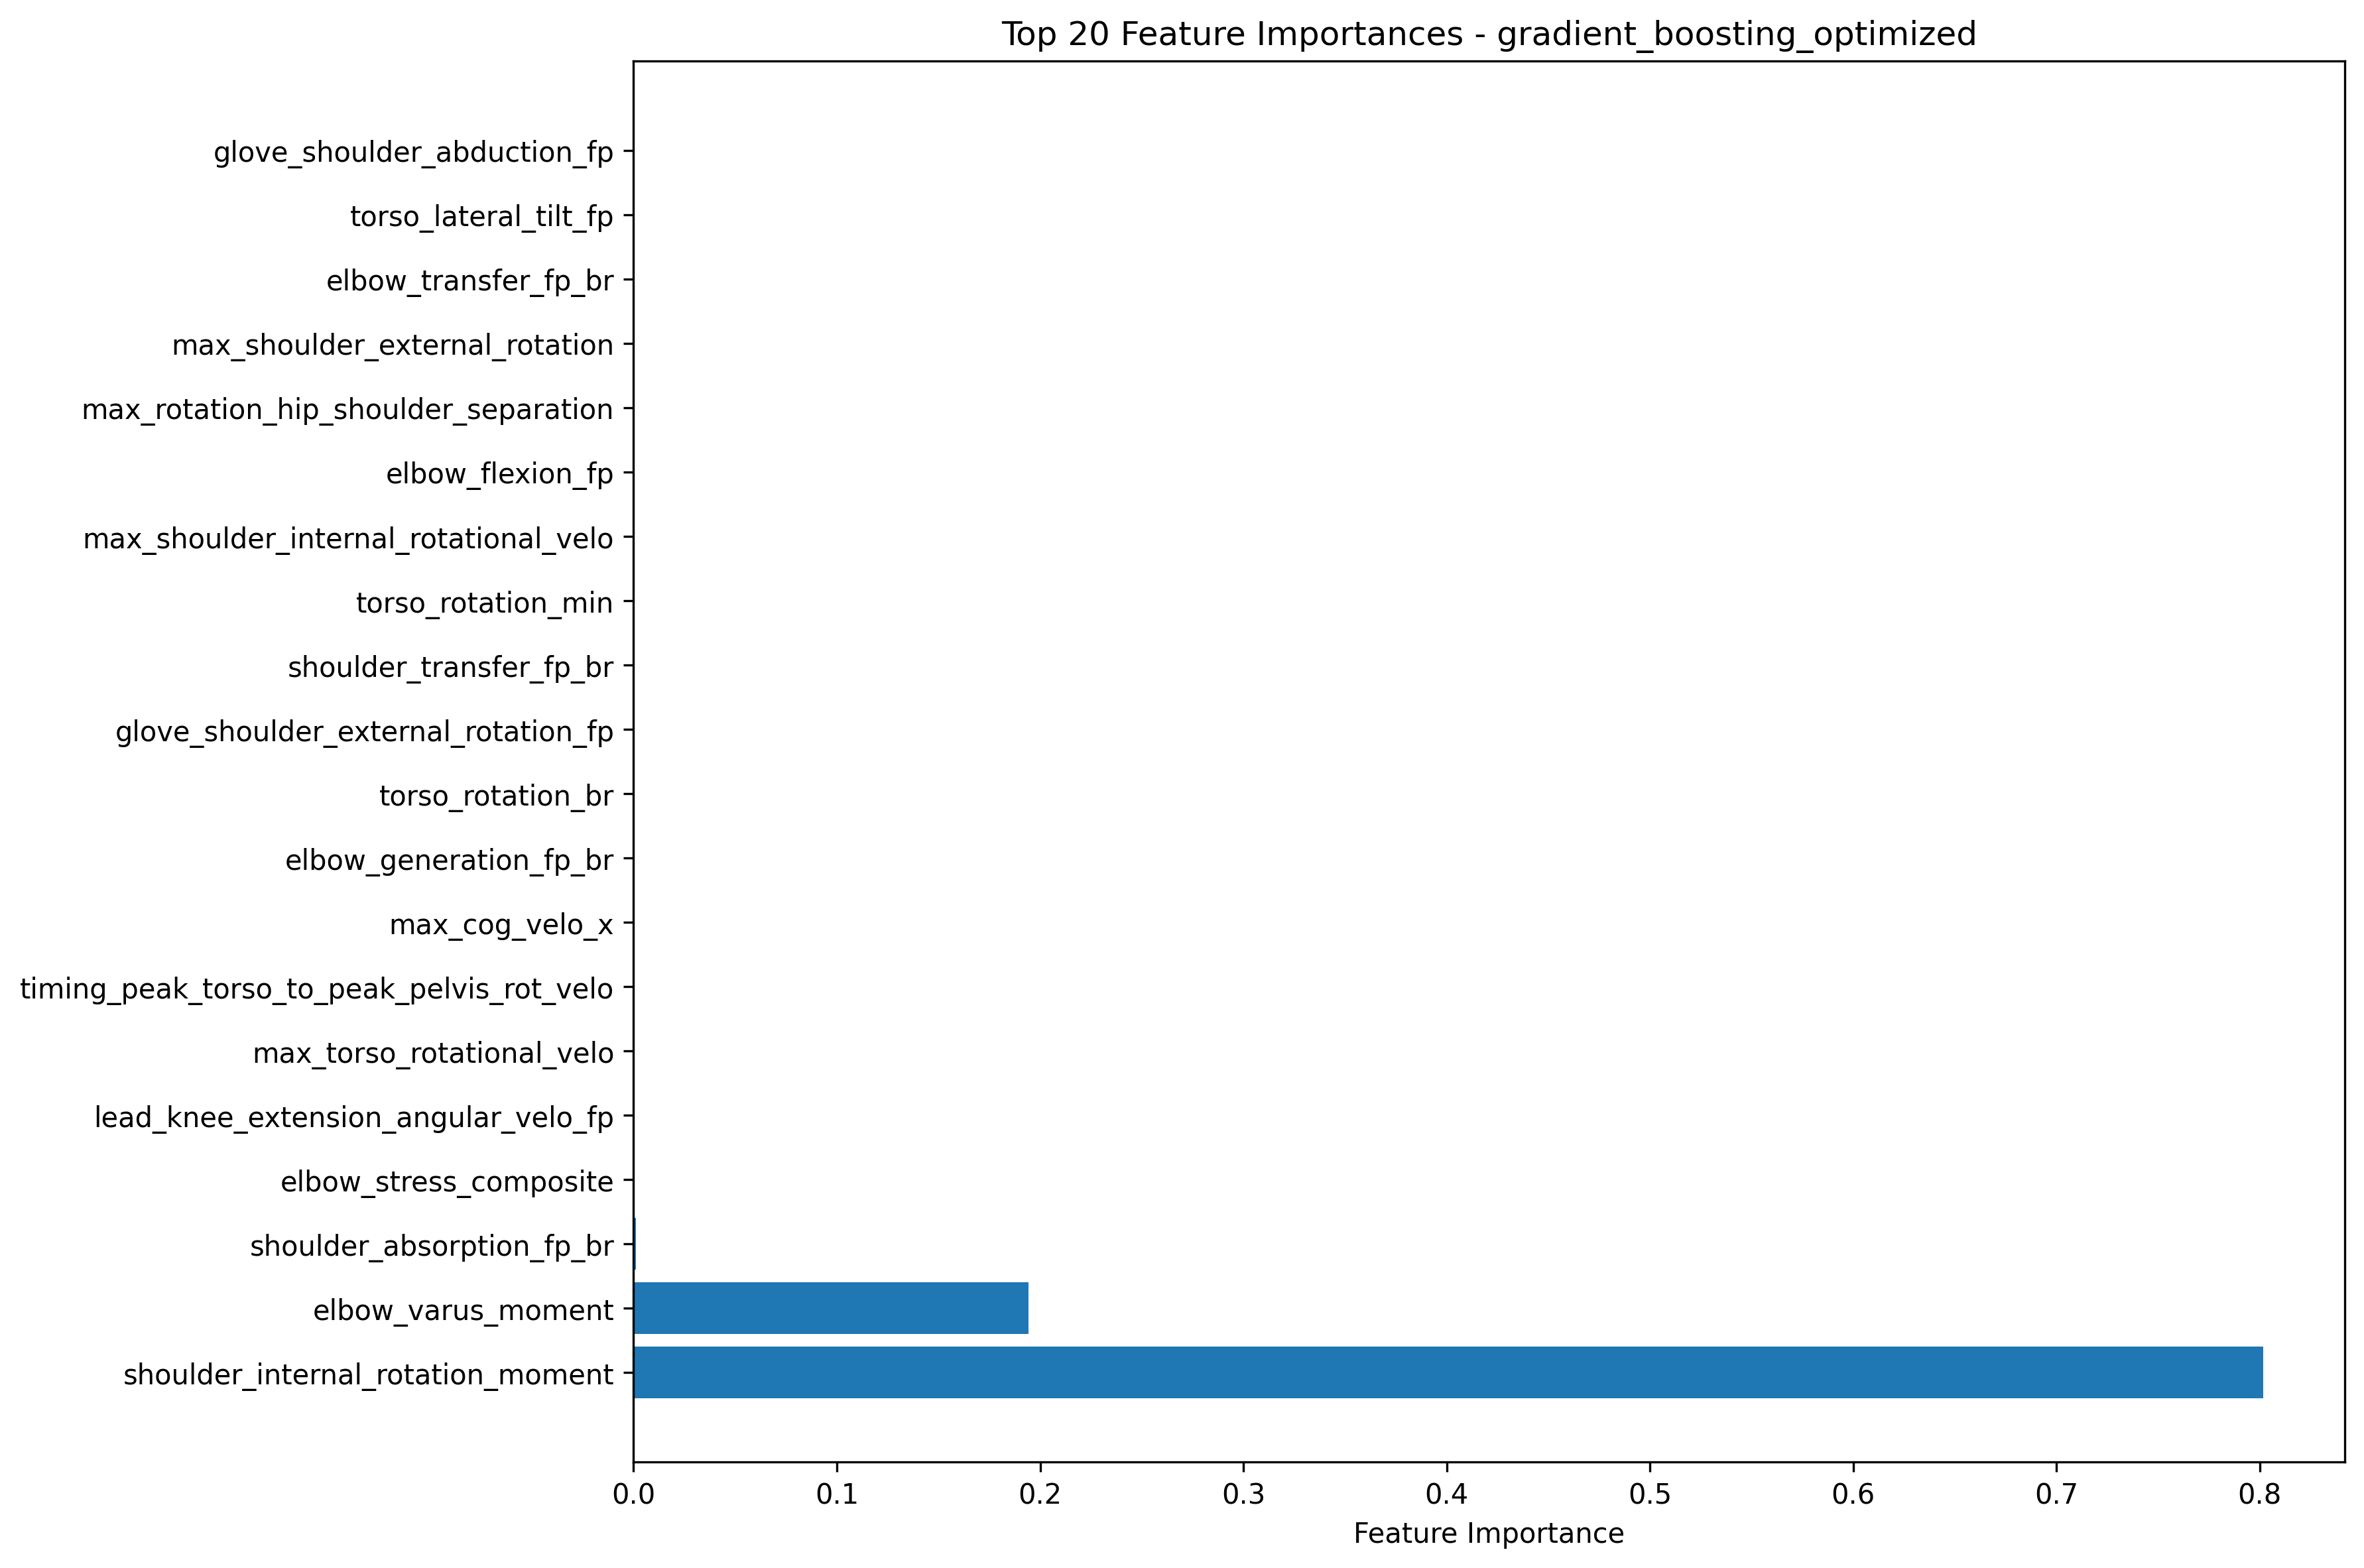 Top 20 Feature Importances - gradient_boosting_optimized
glove_shoulder_abduction_fp
torso_lateral_tilt_fp
elbow_transfer_fp_br
max_shoulder_external_rotation
max_rotation_hip_shoulder_separation
elbow_flexion_fp
max_shoulder_internal_rotational_velo
torso_rotation_min
shoulder_transfer_fp_br
glove_shoulder_external_rotation_fp
torso_rotation_br
elbow_generation_fp_br
max_cog_velo_x
timing_peak_torso_to_peak_pelvis_rot_velo
max_torso_rotational_velo
lead_knee_extension_angular_velo_fp
elbow_stress_composite
shoulder_absorption_fp_br
elbow_varus_moment
shoulder_internal_rotation_moment
0.0 0.1 0.2 0.3 0.4 0.5 0.6 0.7 0.8
Feature Importance